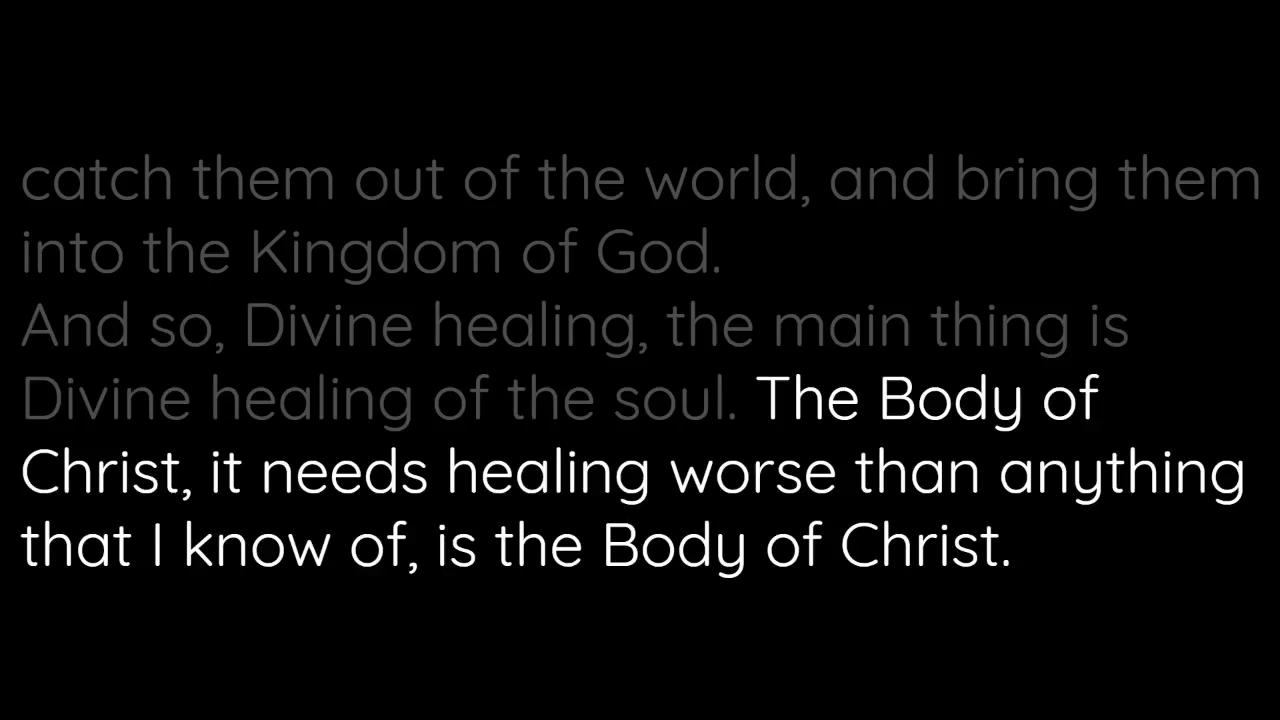 catch them out of the world, and bring them
into the Kingdom of God.
And so, Divine healing, the main thing is
Divine healing of the soul. The Body of
Christ, it needs healing worse than anything
that I know of, is the Body of Christ.